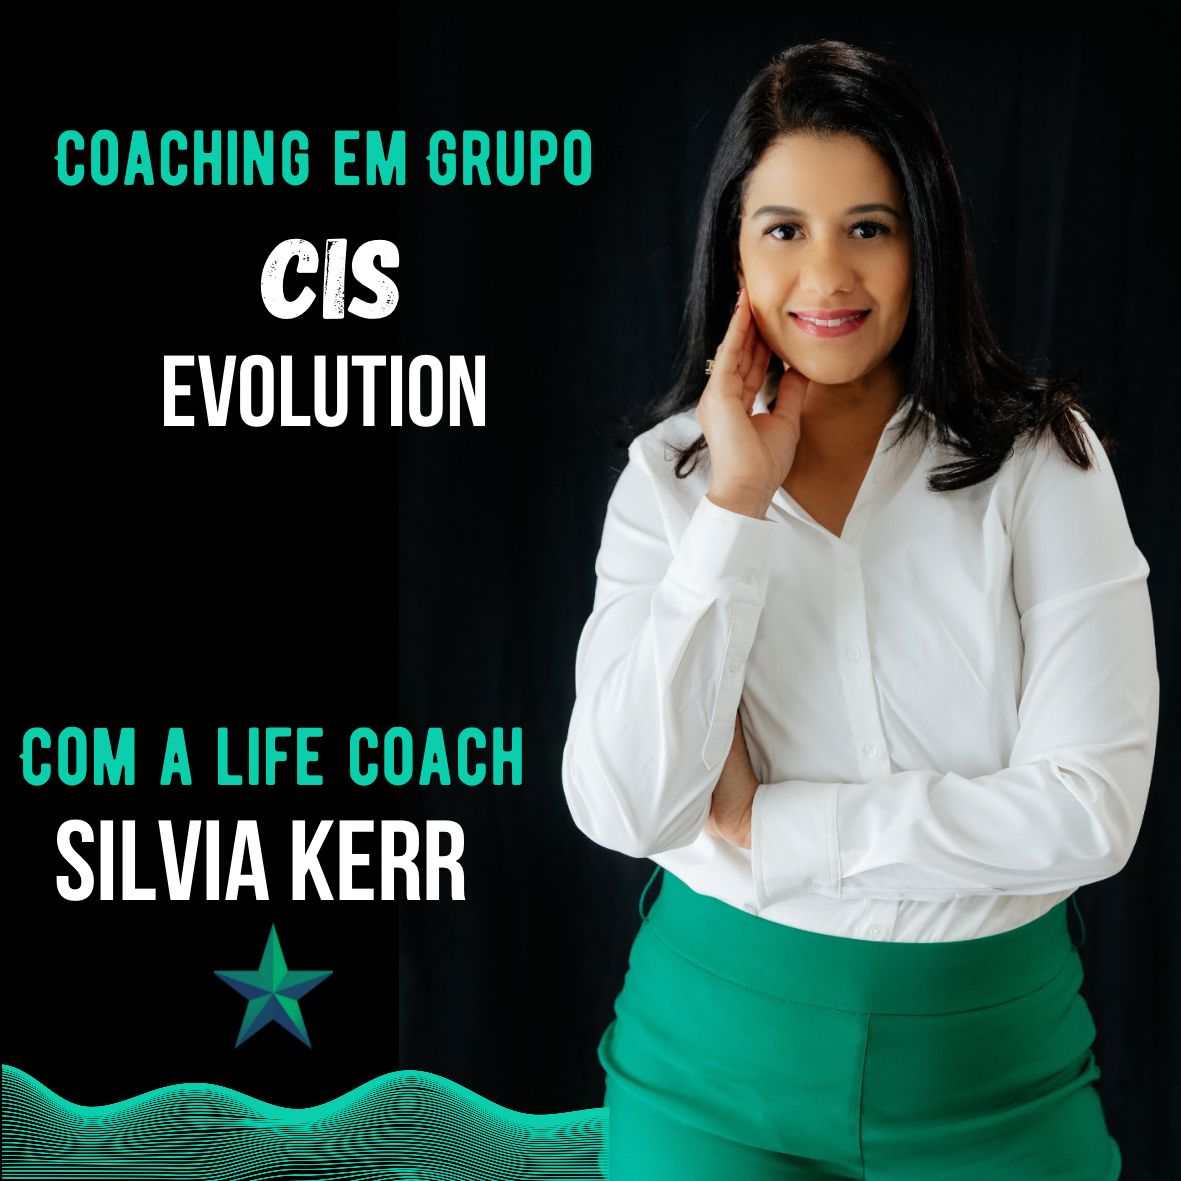 COACHING EM GRUPO
CIS
EVOLUTION
COM A LIFE COACH
SILVIA KERR